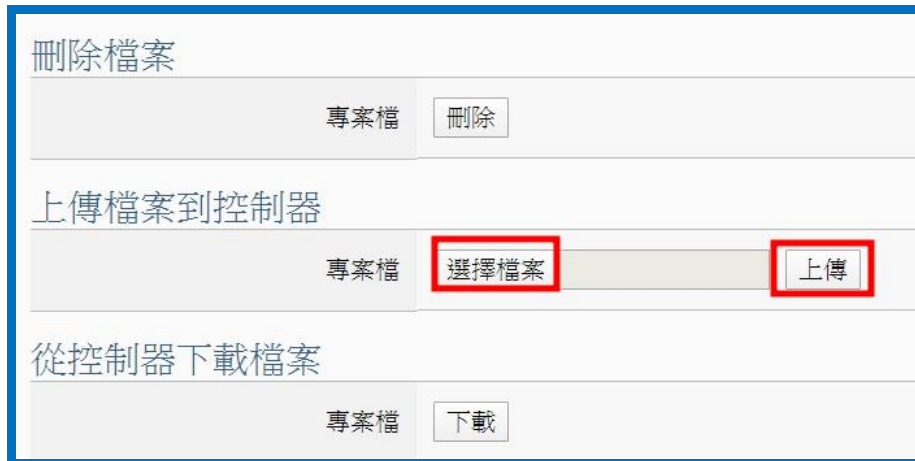 刪除檔案
專案檔 刪除
上傳檔案到控制器
專案檔 選擇檔案 上傳
從控制器下載檔案
專案檔 下載